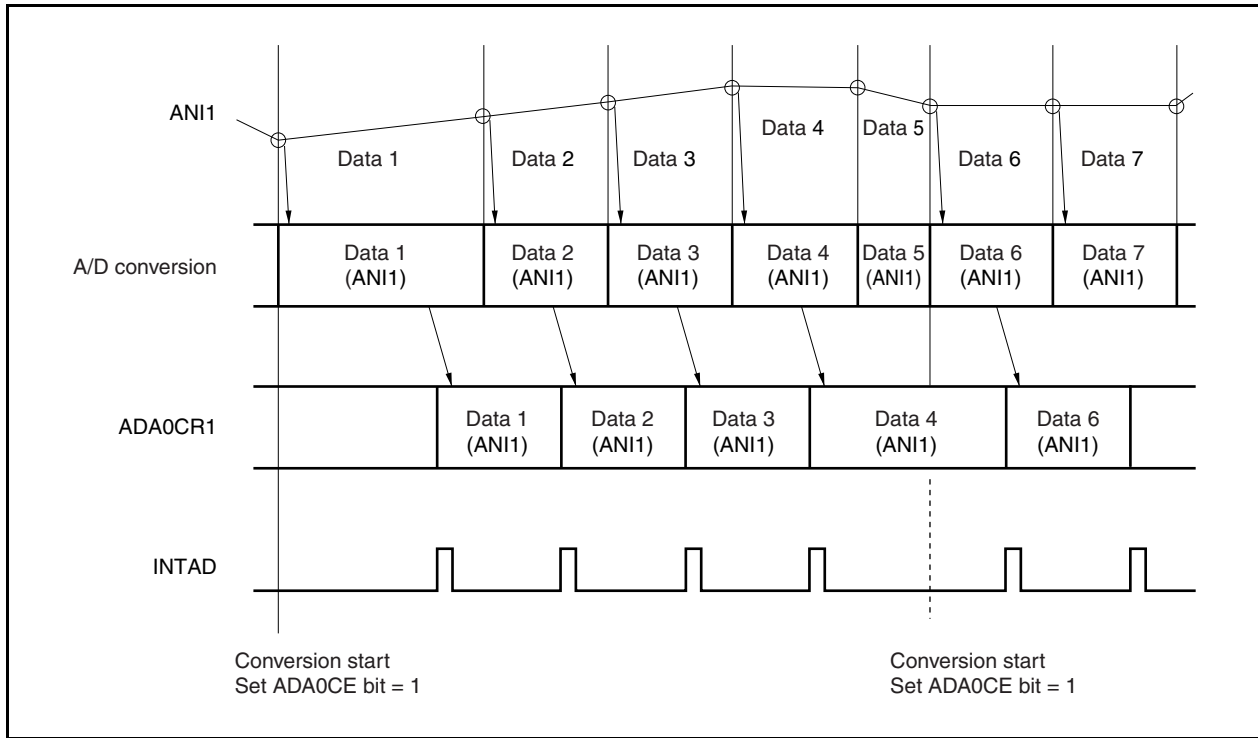 ANI1
Data 1
Data 2
Data 3
Data 4
Data 5
Data 6
Data 7
A/D conversion
Data 1
(ANI1)
Data 2
(ANI1)
Data 3
(ANI1)
Data 4
(ANI1)
Data 5
(ANI1)
Data 6
(ANI1)
Data 7
(ANI1)
ADA0CR1
Data 1
(ANI1)
Data 2
(ANI1)
Data 3
(ANI1)
Data 4
(ANI1)
Data 6
(ANI1)
INTAD
Conversion start
Set ADA0CE bit = 1
Conversion start
Set ADA0CE bit = 1